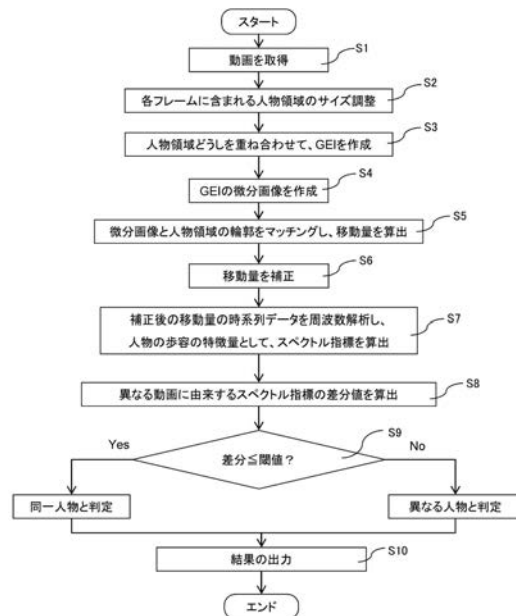 スタート
S1
動画を取得
S2
各フレームに含まれる人物領域のサイズ調整
S3
人物領域どうしを重ね合わせて、GEIを作成
S4
GEIの微分画像を作成
S5
微分画像と人物領域の輪郭をマッチングし、移動量を算出
S6
移動量を補正
S7
補正後の移動量の時系列データを周波数解析し、
人物の歩容の特徴量として、スペクトル指標を算出
S8
異なる動画に由来するスペクトル指標の差分値を算出
S9
Yes
差分≦閾値？
No
同一人物と判定
異なる人物と判定
S10
結果の出力
エンド